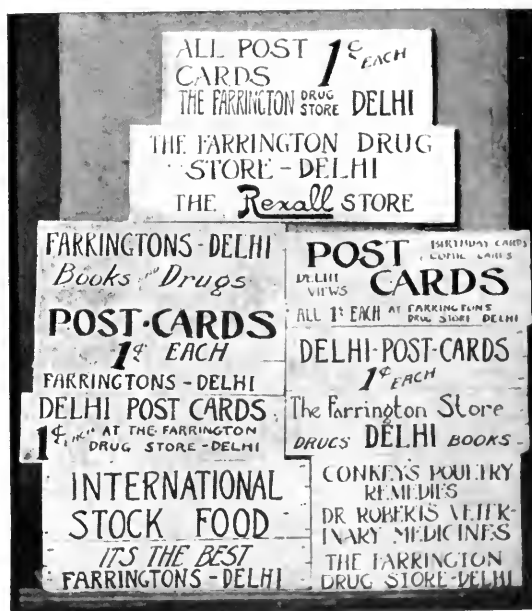 ALL POST 1¢ EACH
CARDS
THE FARRINGTON DRUG STORE DELHI
THE FARRINGTON DRUG
STORE - DELHI
THE Rexall STORE
FARRINGTONS - DELHI
Books and Drugs
POST-CARDS
1¢ EACH
FARRINGTONS - DELHI
DELHI POST CARDS
1¢ EACH AT THE FARRINGTON
DRUG STORE - DELHI
INTERNATIONAL
STOCK FOOD
ITS THE BEST
FARRINGTONS - DELHI
POST BIRTHDAY CARDS
COMIC CARDS
DELHI VIEWS CARDS
ALL 1¢ EACH AT FARRINGTONS
DRUG STORE DELHI
DELHI-POST-CARDS
1¢ EACH
The Farrington Store
DRUGS DELHI BOOKS-
CONKEYS POULTRY
REMEDIES
DR ROBERTS VETER-
INARY MEDICINES
THE FARRINGTON
DRUG STORE-DELHI